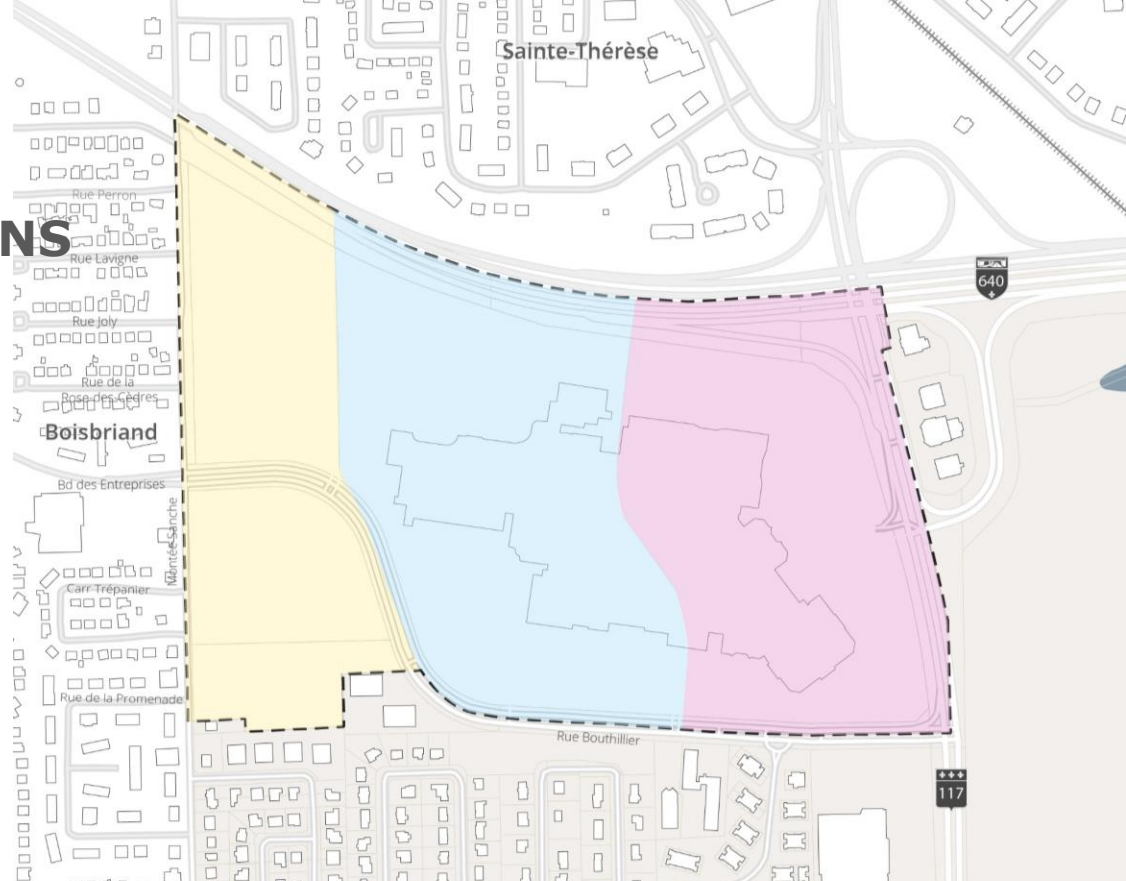 Sainte-Thérèse
Rue Perron
NS
Rue Lavigne
640
Rue Joly
Rue de la
Rose-des-Cèdres
Boisbriand
Bd des Entreprises
Montée Sanche
Carr Trépanier
Rue de la Promenade
Rue Bouthillier
117